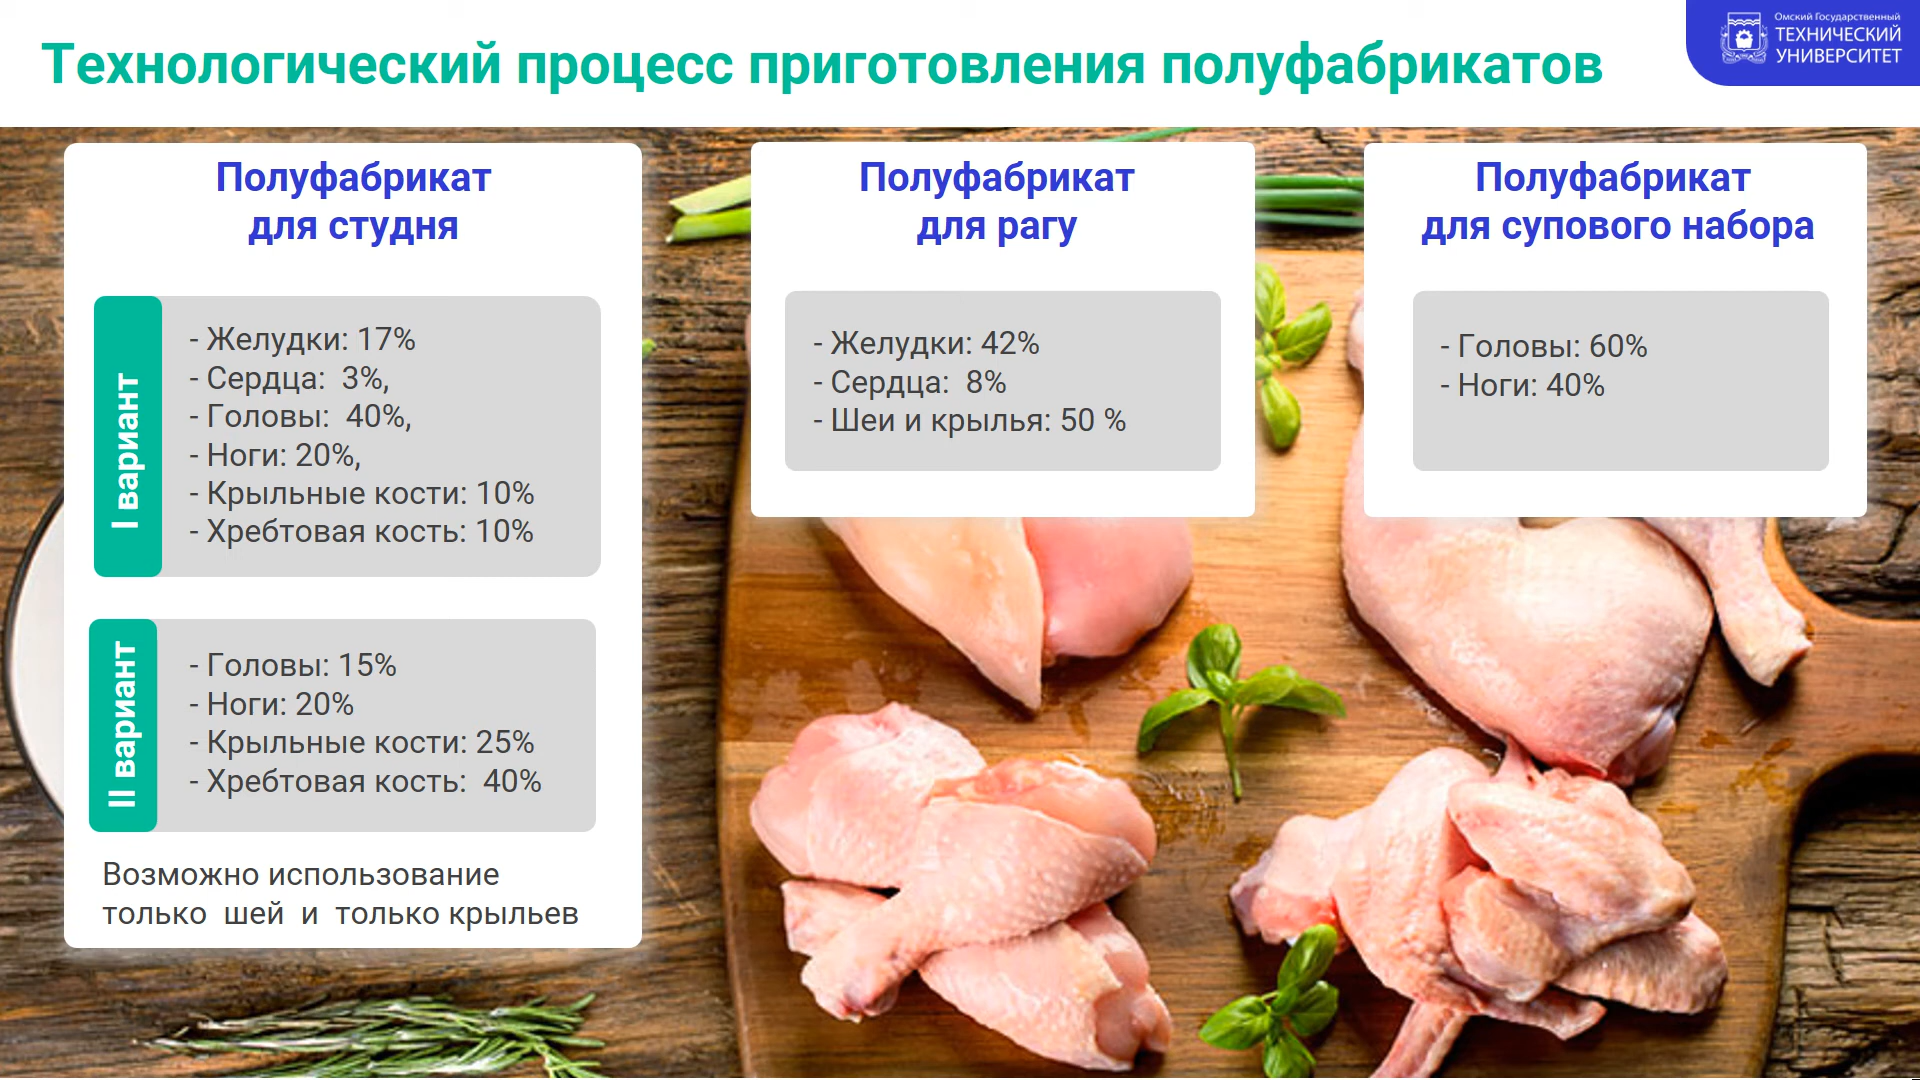 Технологический процесс приготовления полуфабрикатов
Омский Государственный
ТЕХНИЧЕСКИЙ
УНИВЕРСИТЕТ
Полуфабрикат
для студня
I вариант
- Желудки: 17%
- Сердца:  3%,
- Головы:  40%,
- Ноги: 20%,
- Крыльные кости: 10%
- Хребтовая кость: 10%
II вариант
- Головы: 15%
- Ноги: 20%
- Крыльные кости: 25%
- Хребтовая кость:  40%
Возможно использование
только  шей  и  только крыльев
Полуфабрикат
для рагу
- Желудки: 42%
- Сердца:  8%
- Шеи и крылья: 50 %
Полуфабрикат
для супового набора
- Головы: 60%
- Ноги: 40%